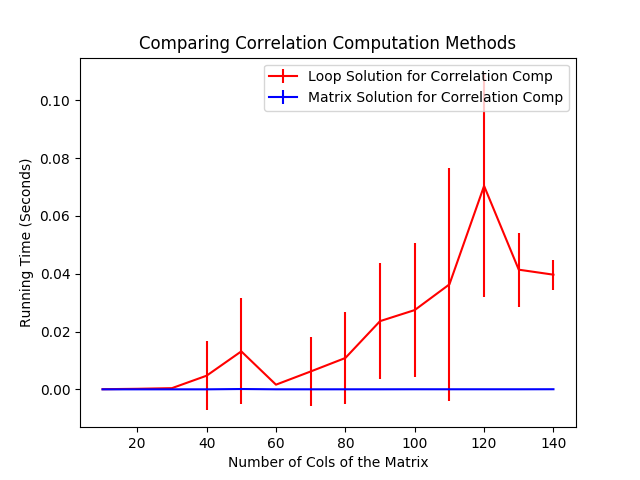 Comparing Correlation Computation Methods
Loop Solution for Correlation Comp
Matrix Solution for Correlation Comp
Running Time (Seconds)
0.10
0.08
0.06
0.04
0.02
0.00
20 40 60 80 100 120 140
Number of Cols of the Matrix